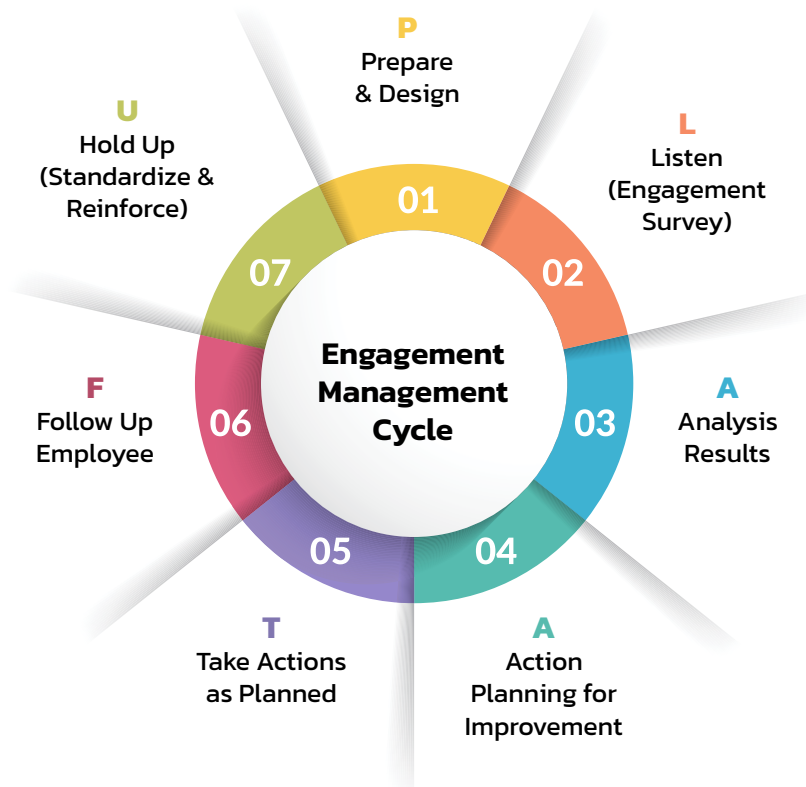 P
Prepare
& Design
01
L
Listen
(Engagement
Survey)
02
A
Analysis
Results
03
A
Action
Planning for
Improvement
04
T
Take Actions
as Planned
05
F
Follow Up
Employee
06
U
Hold Up
(Standardize &
Reinforce)
07
Engagement
Management
Cycle